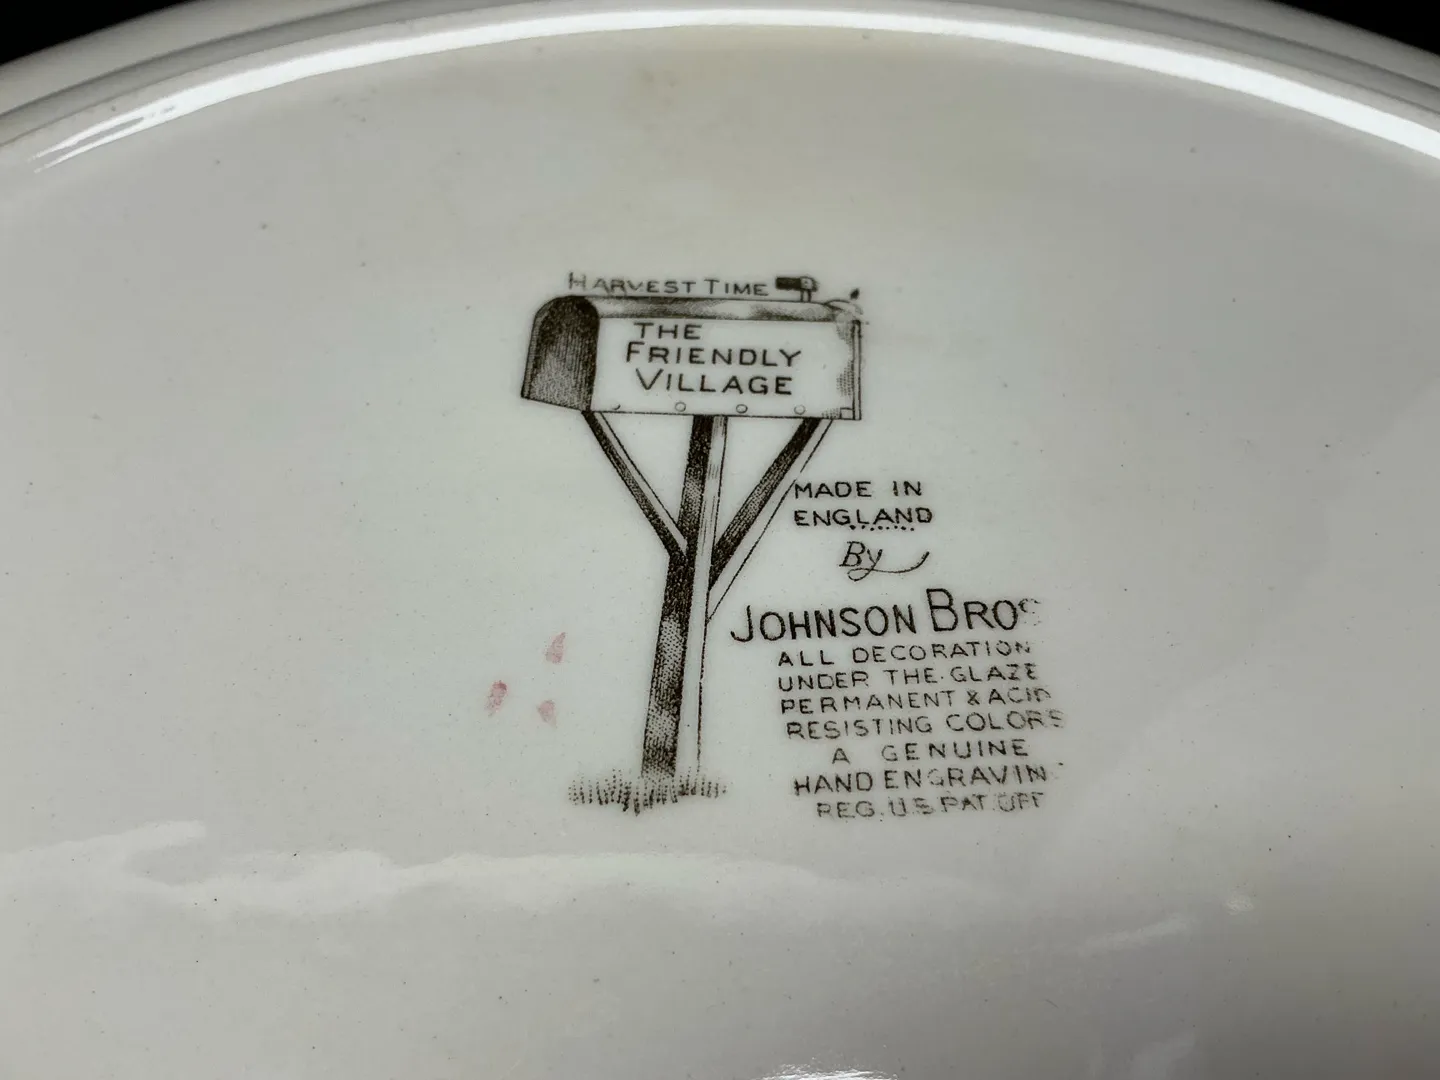 HARVEST TIME
THE
FRIENDLY
VILLAGE
MADE IN
ENGLAND
By
JOHNSON BROS
ALL DECORATION
UNDER THE·GLAZE
PERMANENT & ACID
RESISTING COLORS
A GENUINE
HAND ENGRAVIN
REG. U.S PAT OFF